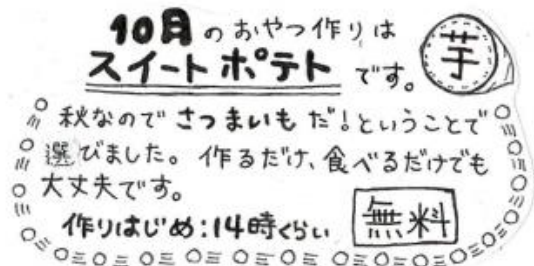 10月のおやつ作りは
スイートポテトです。
芋
秋なのでさつまいもだ！ということで
選びました。作るだけ、食べるだけでも
大丈夫です。
作りはじめ：14時くらい
無料